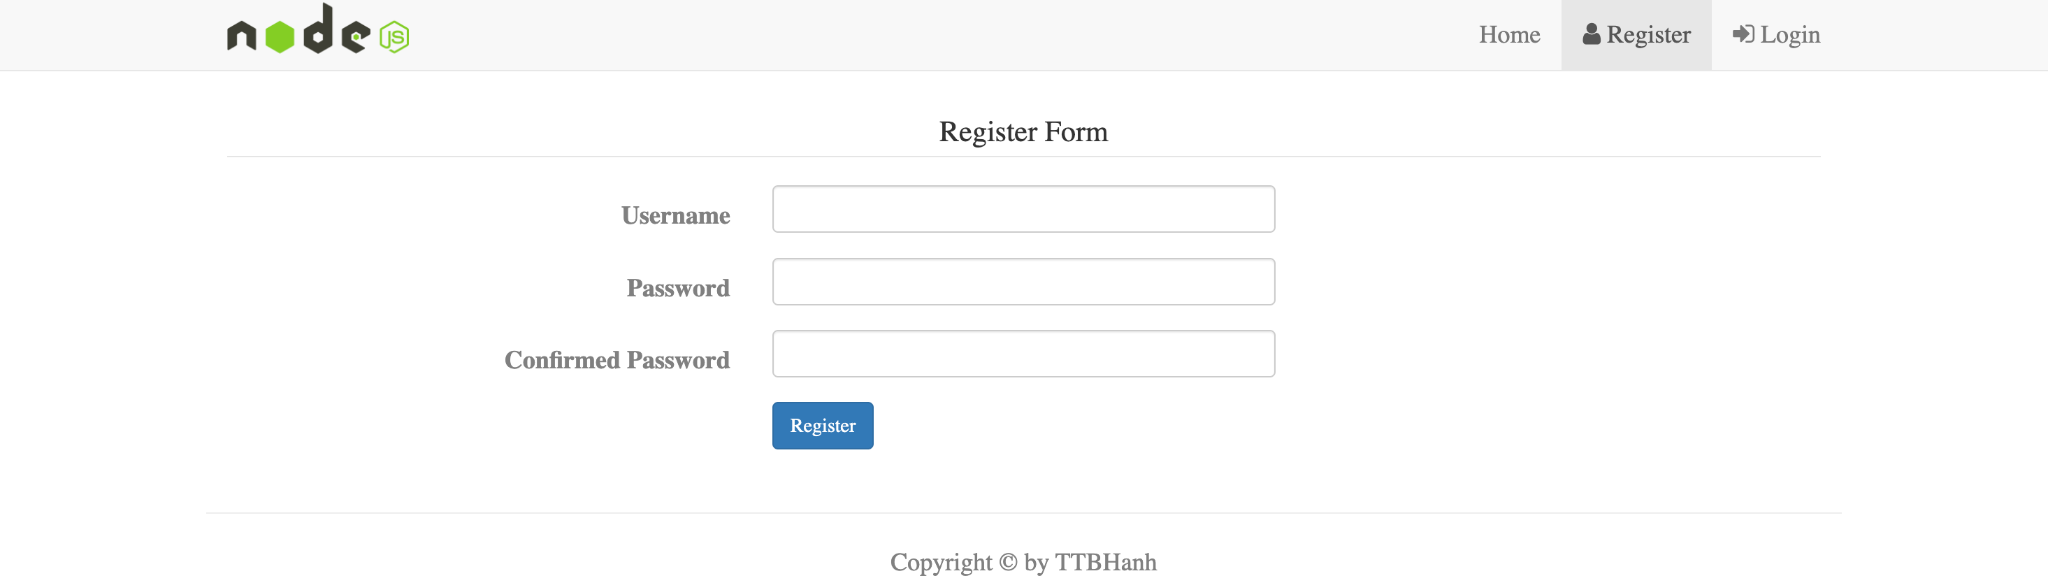 node JS
Home Register Login
Register Form
Username
Password
Confirmed Password
Register
Copyright © by TTBHanh